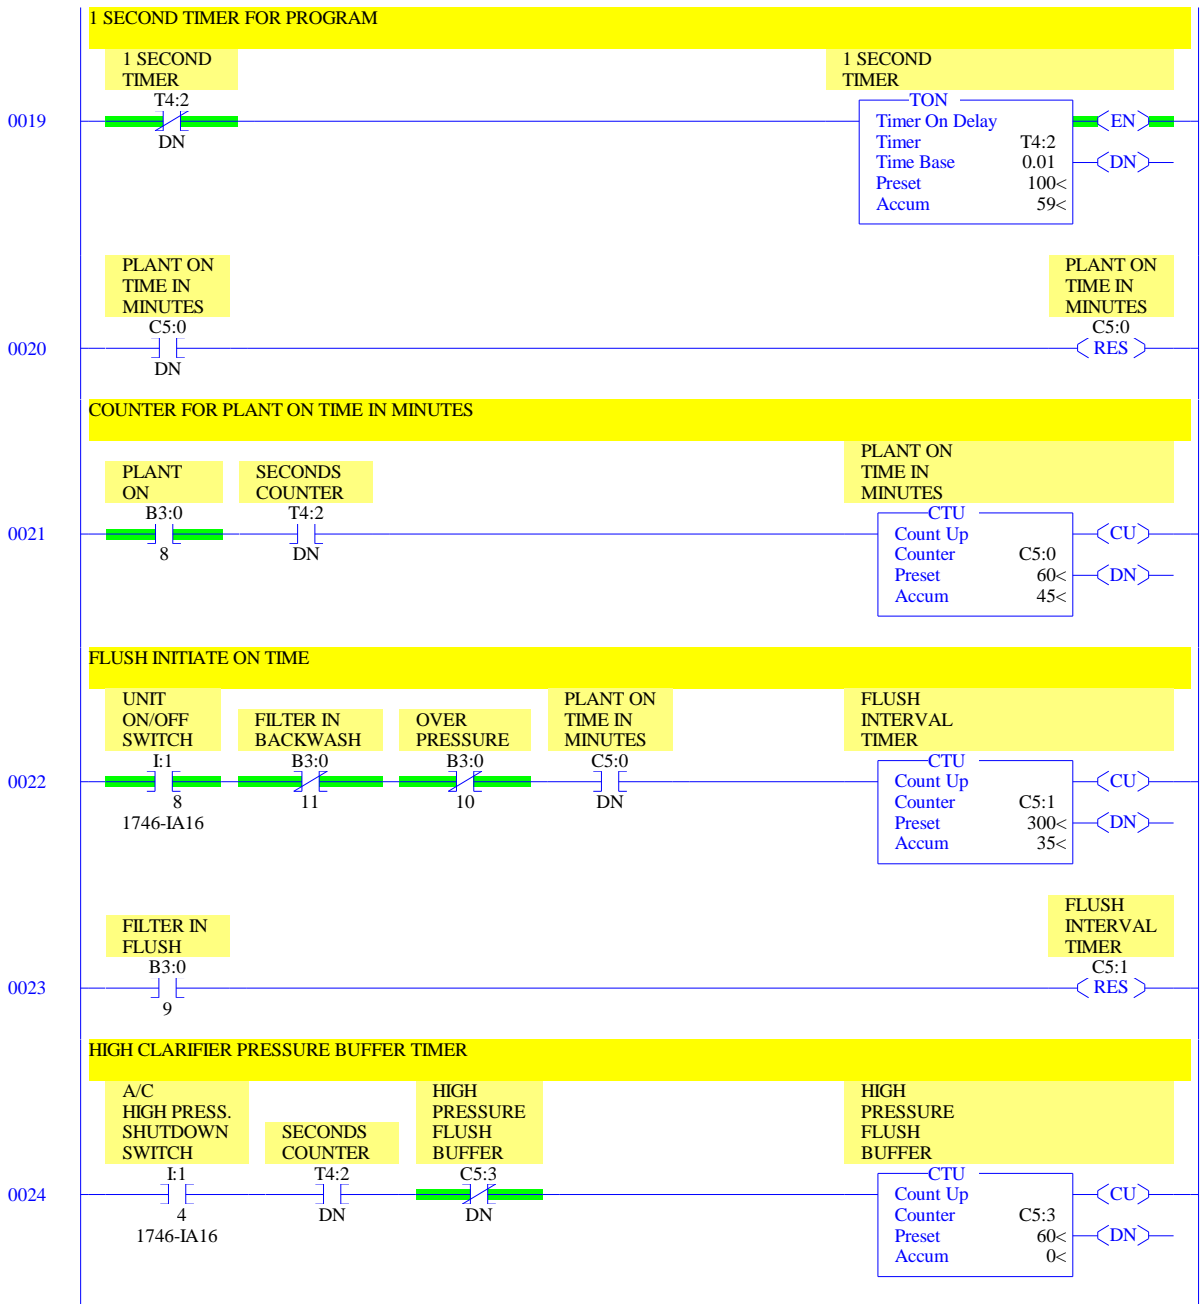 1 SECOND TIMER FOR PROGRAM
1 SECOND
TIMER
T4:2
DN
0019
1 SECOND
TIMER
TON
Timer On Delay
Timer T4:2
Time Base 0.01
Preset 100<
Accum 59<
EN
DN
PLANT ON
TIME IN
MINUTES
C5:0
DN
0020
PLANT ON
TIME IN
MINUTES
C5:0
RES
COUNTER FOR PLANT ON TIME IN MINUTES
PLANT
ON
B3:0
8
0021
SECONDS
COUNTER
T4:2
DN
PLANT ON
TIME IN
MINUTES
CTU
Count Up
Counter C5:0
Preset 60<
Accum 45<
CU
DN
FLUSH INITIATE ON TIME
UNIT
ON/OFF
SWITCH
I:1
8
1746-IA16
0022
FILTER IN
BACKWASH
B3:0
11
OVER
PRESSURE
B3:0
10
PLANT ON
TIME IN
MINUTES
C5:0
DN
FLUSH
INTERVAL
TIMER
CTU
Count Up
Counter C5:1
Preset 300<
Accum 35<
CU
DN
FILTER IN
FLUSH
B3:0
9
0023
FLUSH
INTERVAL
TIMER
C5:1
RES
HIGH CLARIFIER PRESSURE BUFFER TIMER
A/C
HIGH PRESS.
SHUTDOWN
SWITCH
I:1
4
1746-IA16
0024
SECONDS
COUNTER
T4:2
DN
HIGH
PRESSURE
FLUSH
BUFFER
C5:3
DN
HIGH
PRESSURE
FLUSH
BUFFER
CTU
Count Up
Counter C5:3
Preset 60<
Accum 0<
CU
DN